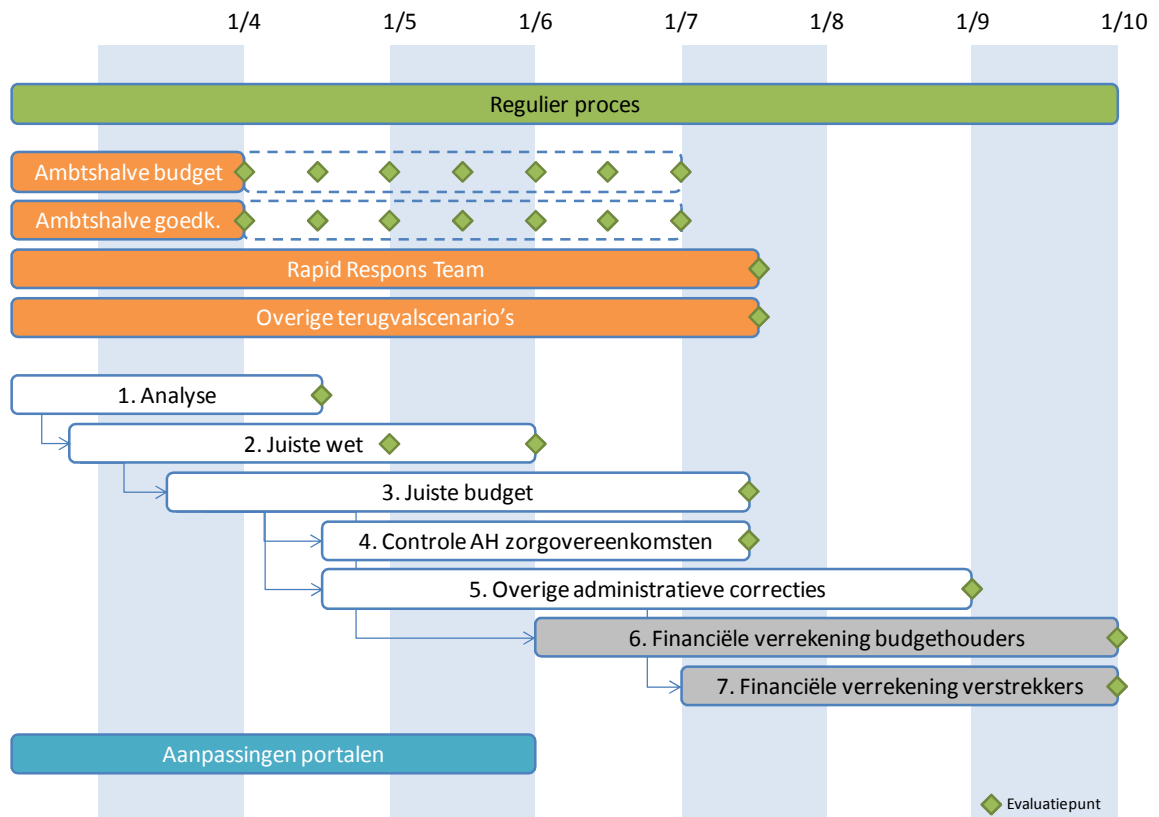 1/4 1/5 1/6 1/7 1/8 1/9 1/10
Regulier proces
Ambtshalve budget
Ambtshalve goedk.
Rapid Respons Team
Overige terugvalscenario’s
1. Analyse
2. Juiste wet
3. Juiste budget
4. Controle AH zorgovereenkomsten
5. Overige administratieve correcties
6. Financiële verrekening budgethouders
7. Financiële verrekening verstrekkers
Aanpassingen portalen
Evaluatiepunt